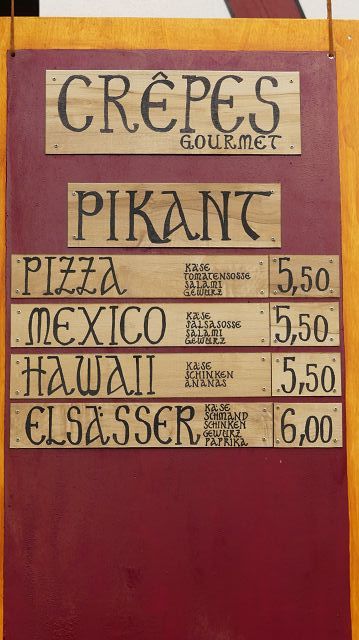 CRÊPES
GOURMET
PIKANT
PIZZA
KÄSE
TOMATENSOSSE
SALAMI
GEWÜRZ
5,50
MEXICO
KÄSE
SALSASOSSE
SALAMI
GEWÜRZ
5,50
HAWAII
KÄSE
SCHINKEN
ANANAS
5,50
ELSÄSSER
KÄSE
SCHMAND
SCHINKEN
GEWÜRZ
PAPRIKA
6,00